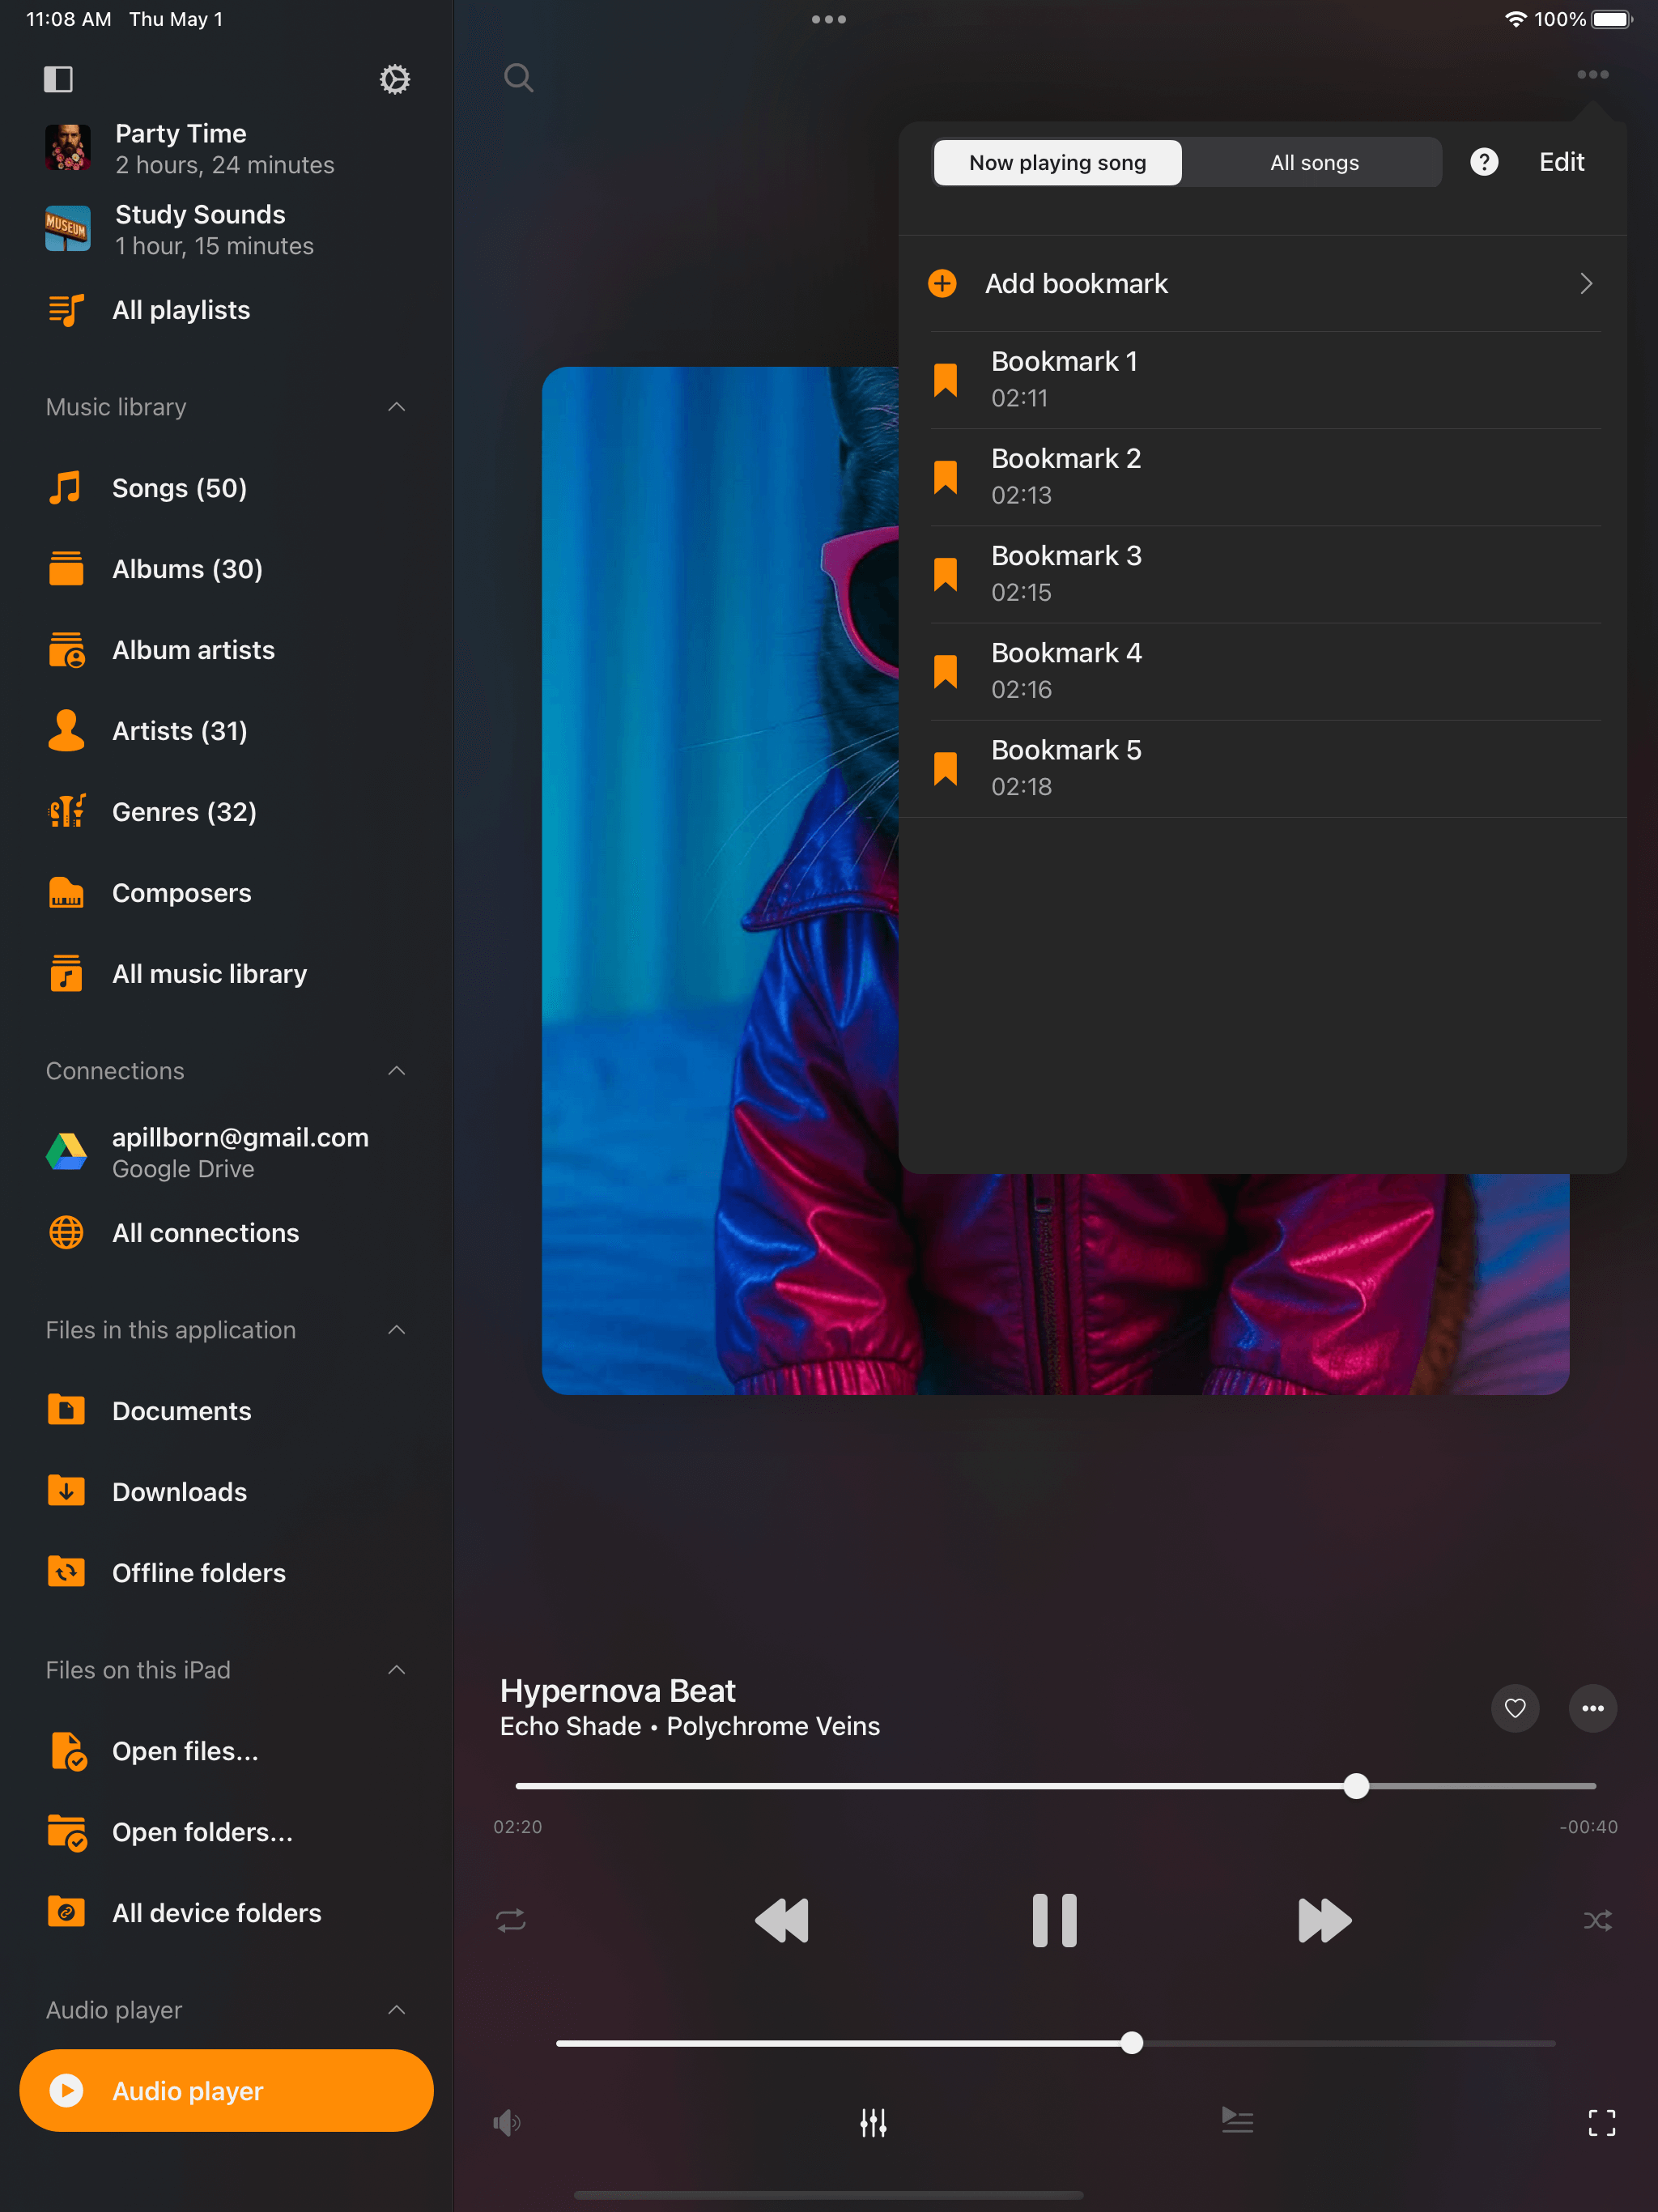 11:08 AM Thu May 1
100%
Party Time
2 hours, 24 minutes
MUSEUM
Study Sounds
1 hour, 15 minutes
All playlists
Music library
Songs (50)
Albums (30)
Album artists
Artists (31)
Genres (32)
Composers
All music library
Connections
apillborn@gmail.com
Google Drive
All connections
Files in this application
Documents
Downloads
Offline folders
Files on this iPad
Open files...
Open folders...
All device folders
Audio player
Audio player
Now playing song
All songs
?
Edit
Add bookmark
Bookmark 1
02:11
Bookmark 2
02:13
Bookmark 3
02:15
Bookmark 4
02:16
Bookmark 5
02:18
Hypernova Beat
Echo Shade • Polychrome Veins
02:20
-00:40